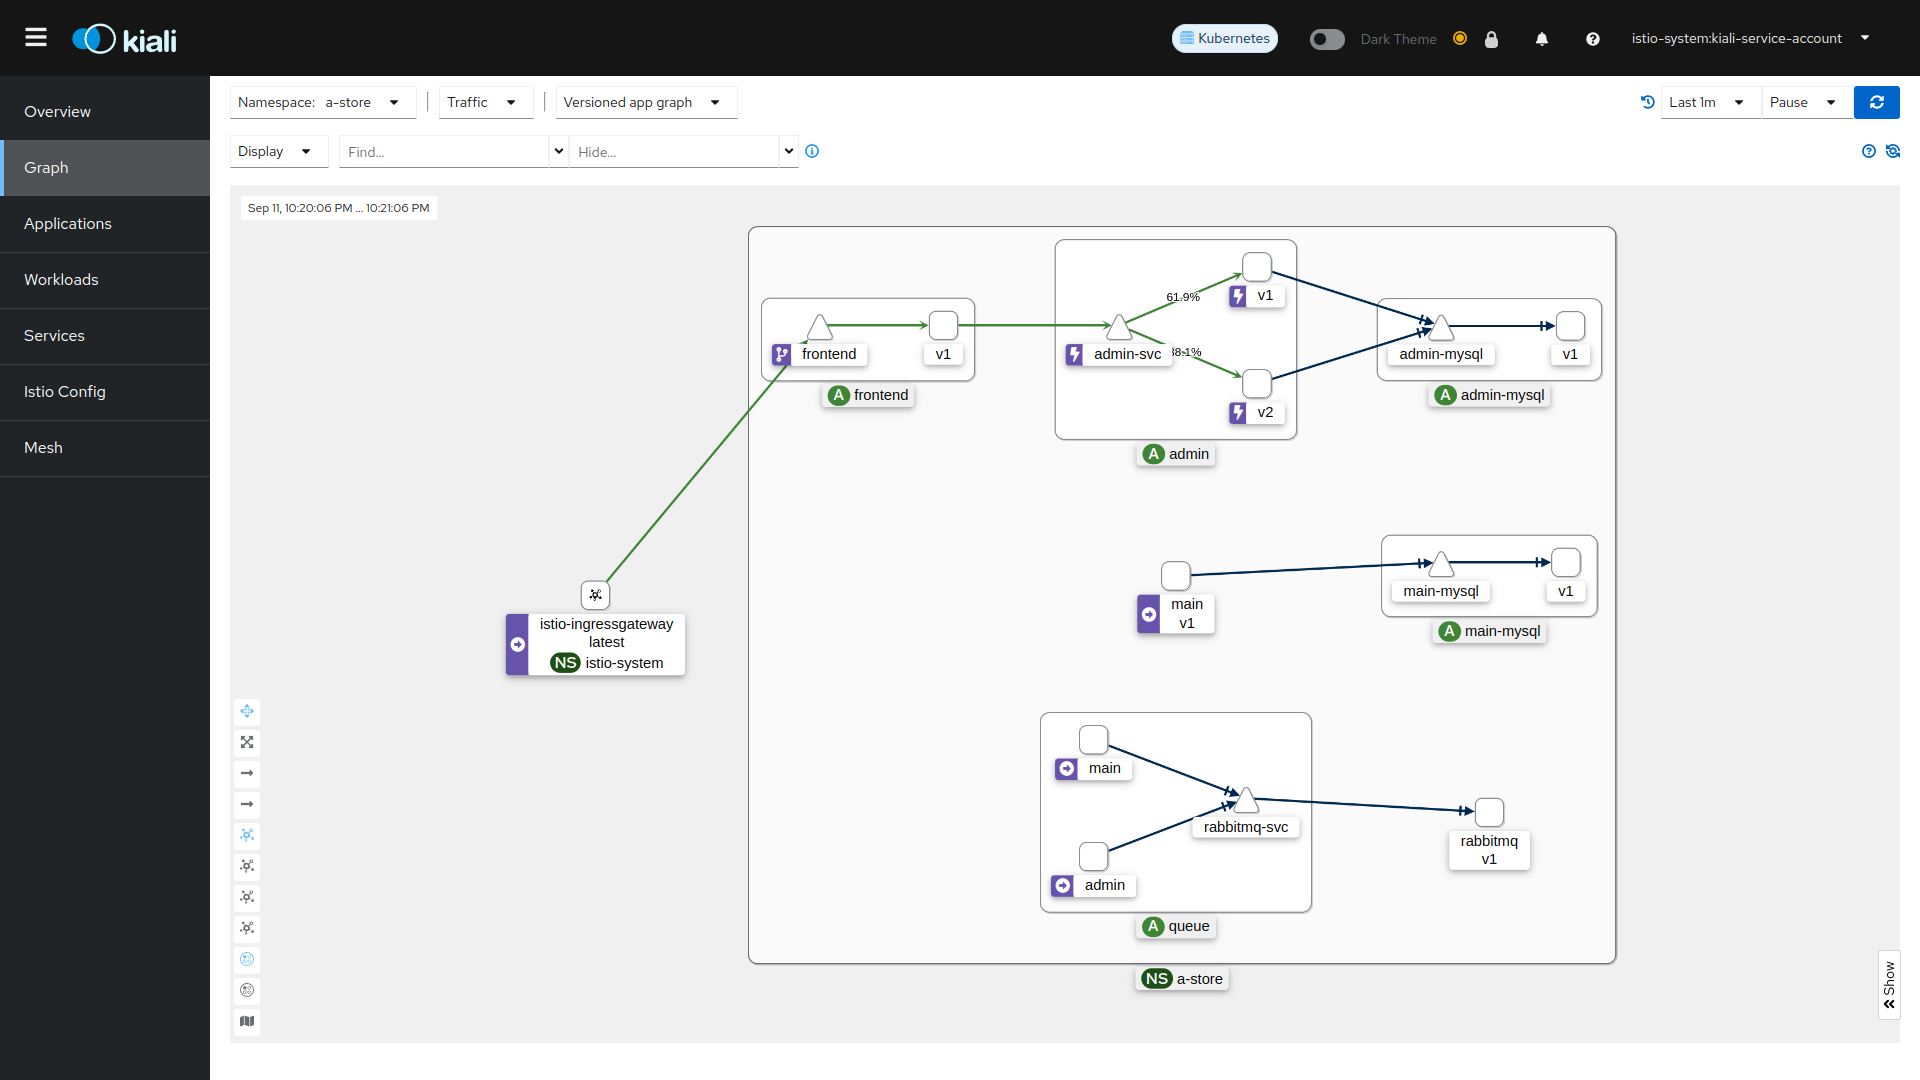 kiali
Kubernetes
Dark Theme
istio-system:kiali-service-account
Overview
Graph
Applications
Workloads
Services
Istio Config
Mesh
Namespace: a-store
Traffic
Versioned app graph
Last 1m
Pause
Display
Find...
Hide...
Sep 11, 10:20:06 PM ... 10:21:06 PM
61.9%
v1
frontend
v1
admin-svc
8.1%
admin-mysql
v1
A frontend
A admin-mysql
v2
A admin
main-mysql
v1
main
v1
A main-mysql
istio-ingressgateway
latest
NS istio-system
main
rabbitmq-svc
rabbitmq
v1
admin
A queue
NS a-store
Show